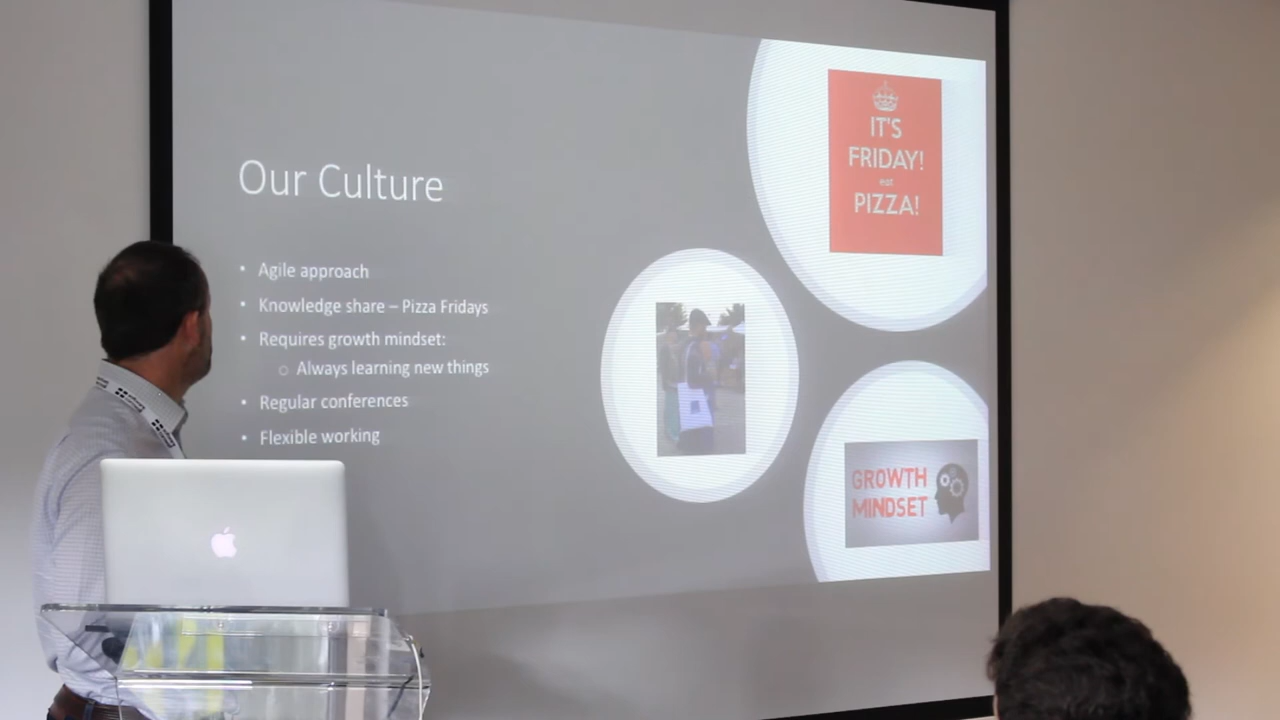 Our Culture
Agile approach
Knowledge share – Pizza Fridays
Requires growth mindset:
Always learning new things
Regular conferences
Flexible working
IT'S
FRIDAY!
eat
PIZZA!
GROWTH
MINDSET